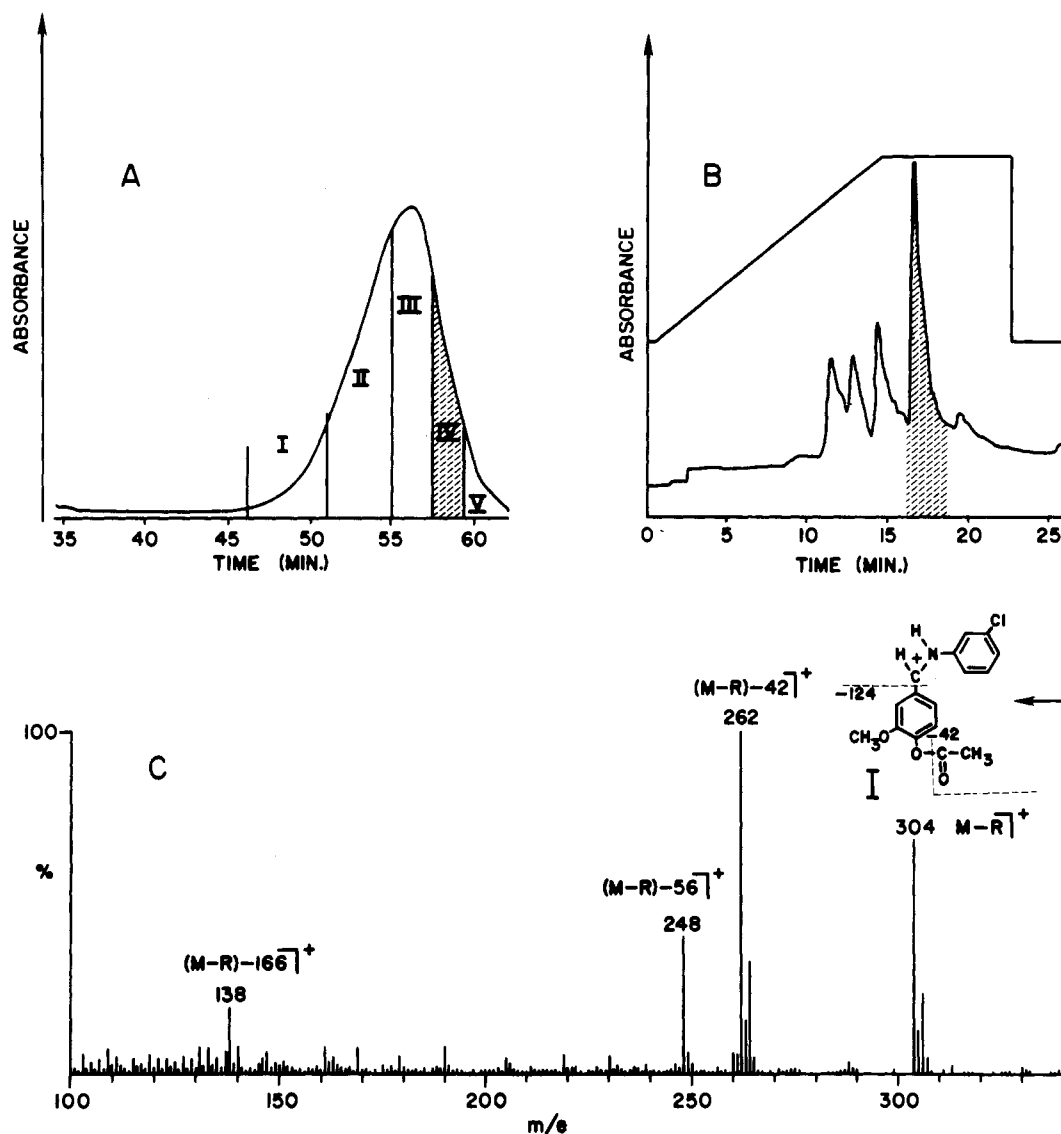 A
ABSORBANCE
I
II
III
IV
V
35 40 45 50 55 60
TIME (MIN.)
B
ABSORBANCE
0 5 10 15 20 25
TIME (MIN.)
C
100
%
(M-R)-166⌉+
138
(M-R)-56⌉+
248
(M-R)-42⌉+
262
304 M-R⌉+
H
Cl
H
N
+
C
-124
CH3O
-42
O-C-CH3
O
I
100 150 200 250 300
m/e